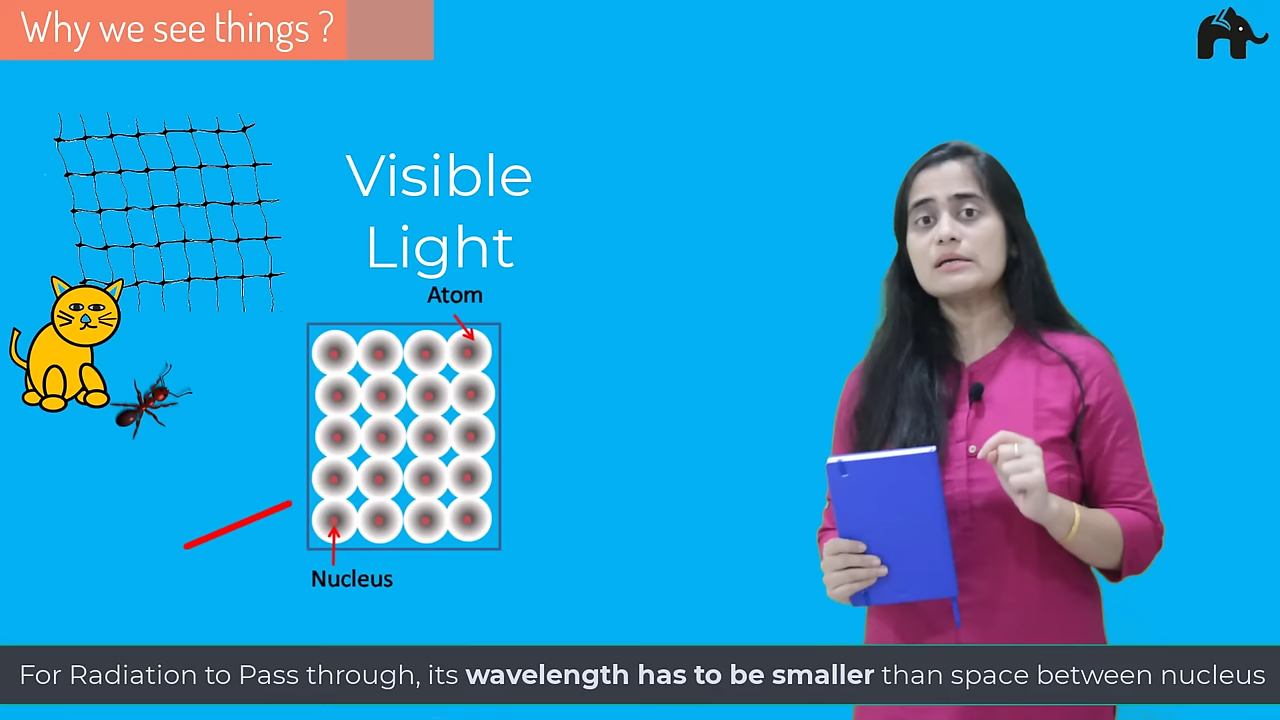 Why we see things ?
Visible
Light
Atom
Nucleus
For Radiation to Pass through, its wavelength has to be smaller than space between nucleus